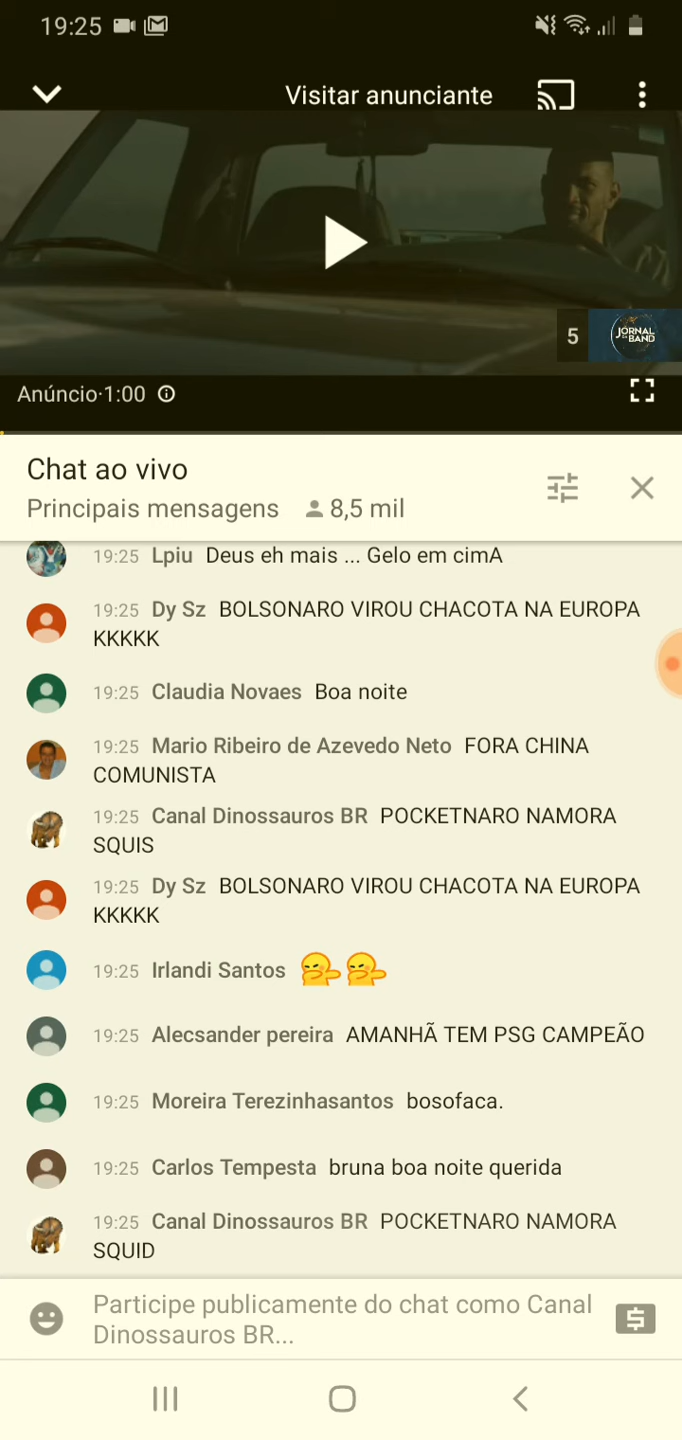 19:25
Visitar anunciante
5
JORNAL DA BAND
Anúncio·1:00
Chat ao vivo
Principais mensagens 8,5 mil
19:25 Lpiu Deus eh mais ... Gelo em cimA
19:25 Dy Sz BOLSONARO VIROU CHACOTA NA EUROPA
KKKKK
19:25 Claudia Novaes Boa noite
19:25 Mario Ribeiro de Azevedo Neto FORA CHINA
COMUNISTA
19:25 Canal Dinossauros BR POCKETNARO NAMORA
SQUIS
19:25 Dy Sz BOLSONARO VIROU CHACOTA NA EUROPA
KKKKK
19:25 Irlandi Santos
19:25 Alecsander pereira AMANHÃ TEM PSG CAMPEÃO
19:25 Moreira Terezinhasantos bosofaca.
19:25 Carlos Tempesta bruna boa noite querida
19:25 Canal Dinossauros BR POCKETNARO NAMORA
SQUID
Participe publicamente do chat como Canal
Dinossauros BR...